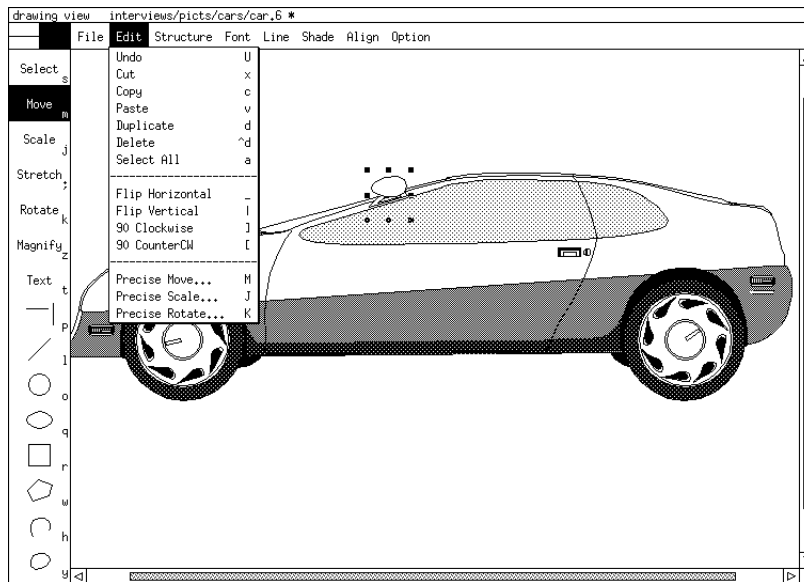 drawing view interviews/picts/cars/car.6 *
File Edit Structure Font Line Shade Align Option
Undo U
Cut x
Copy c
Paste v
Duplicate d
Delete ^d
Select All a
Flip Horizontal _
Flip Vertical |
90 Clockwise ]
90 CounterCW [
Precise Move... M
Precise Scale... J
Precise Rotate... K
Select s
Move m
Scale j
Stretch ;
Rotate k
Magnify z
Text t
p
l
o
q
r
w
h
y